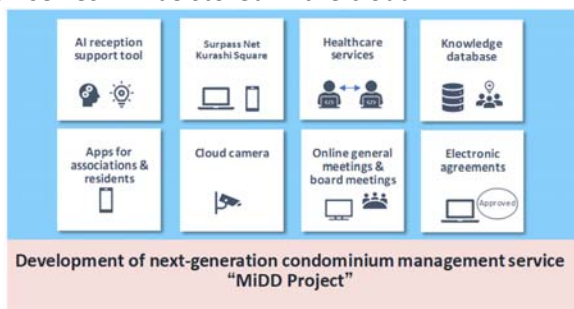 AI reception
support tool
Surpass Net
Kurashi Square
Healthcare
services
Knowledge
database
Apps for
associations &
residents
Cloud camera
Online general
meetings &
board meetings
Electronic
agreements
Approved
Development of next-generation condominium management service
"MiDD Project"